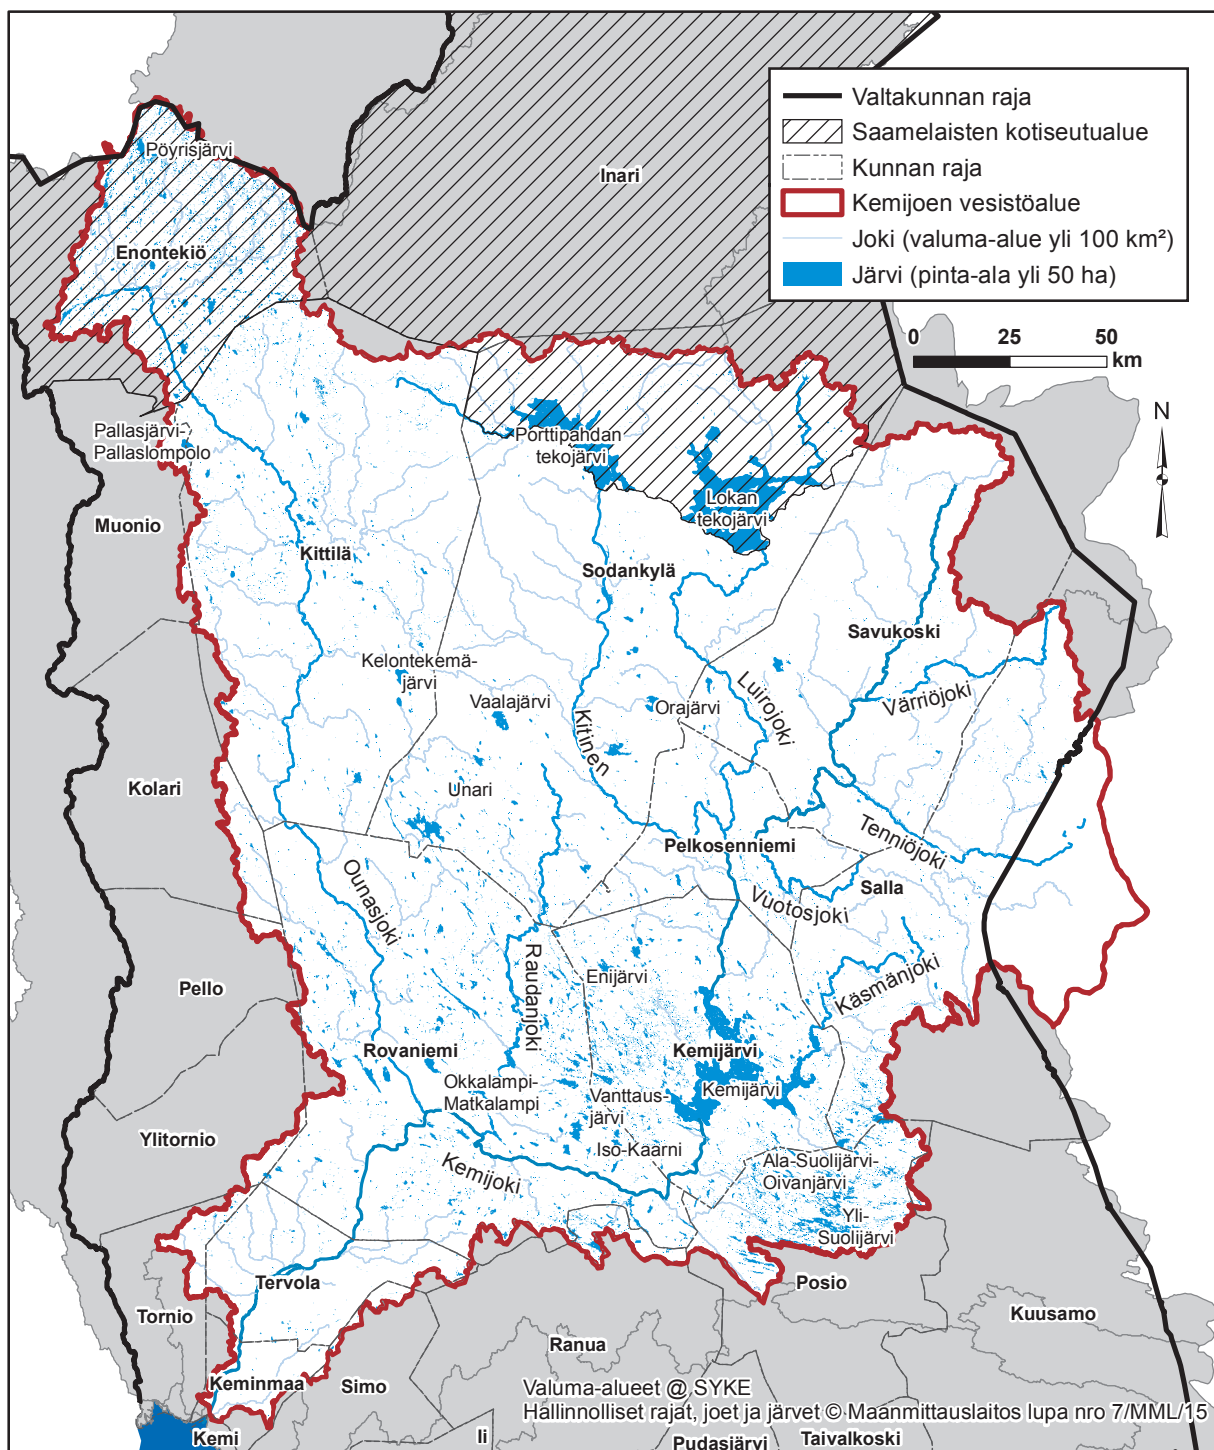 Valtakunnan raja
Saamelaisten kotiseutualue
Kunnan raja
Kemijoen vesistöalue
Joki (valuma-alue yli 100 km²)
Järvi (pinta-ala yli 50 ha)
0 25 50
km
N
Pöyrisjärvi
Inari
Enontekiö
Pallasjärvi-
Pallaslompolo
Porttipahdan
tekojärvi
Lokan
tekojärvi
Muonio
Kittilä
Sodankylä
Savukoski
Kelontekemä-
järvi
Vaalajärvi
Orajärvi
Luirojoki
Värriöjoki
Kitinen
Kolari
Unari
Pelkosenniemi
Tenniöjoki
Salla
Ounasjoki
Vuotosjoki
Raudanjoki
Enijärvi
Käsmänjoki
Pello
Rovaniemi
Kemijärvi
Okkalampi-
Matkalampi
Vanttaus-
järvi
Kemijärvi
Ylitornio
Iso-Kaarni
Kemijoki
Ala-Suolijärvi-
Oivanjärvi
Yli-
Suolijärvi
Tervola
Posio
Tornio
Kuusamo
Ranua
Keminmaa
Simo
Valuma-alueet @ SYKE
Hallinnolliset rajat, joet ja järvet © Maanmittauslaitos lupa nro 7/MML/15
Kemi
Ii
Pudasjärvi
Taivalkoski